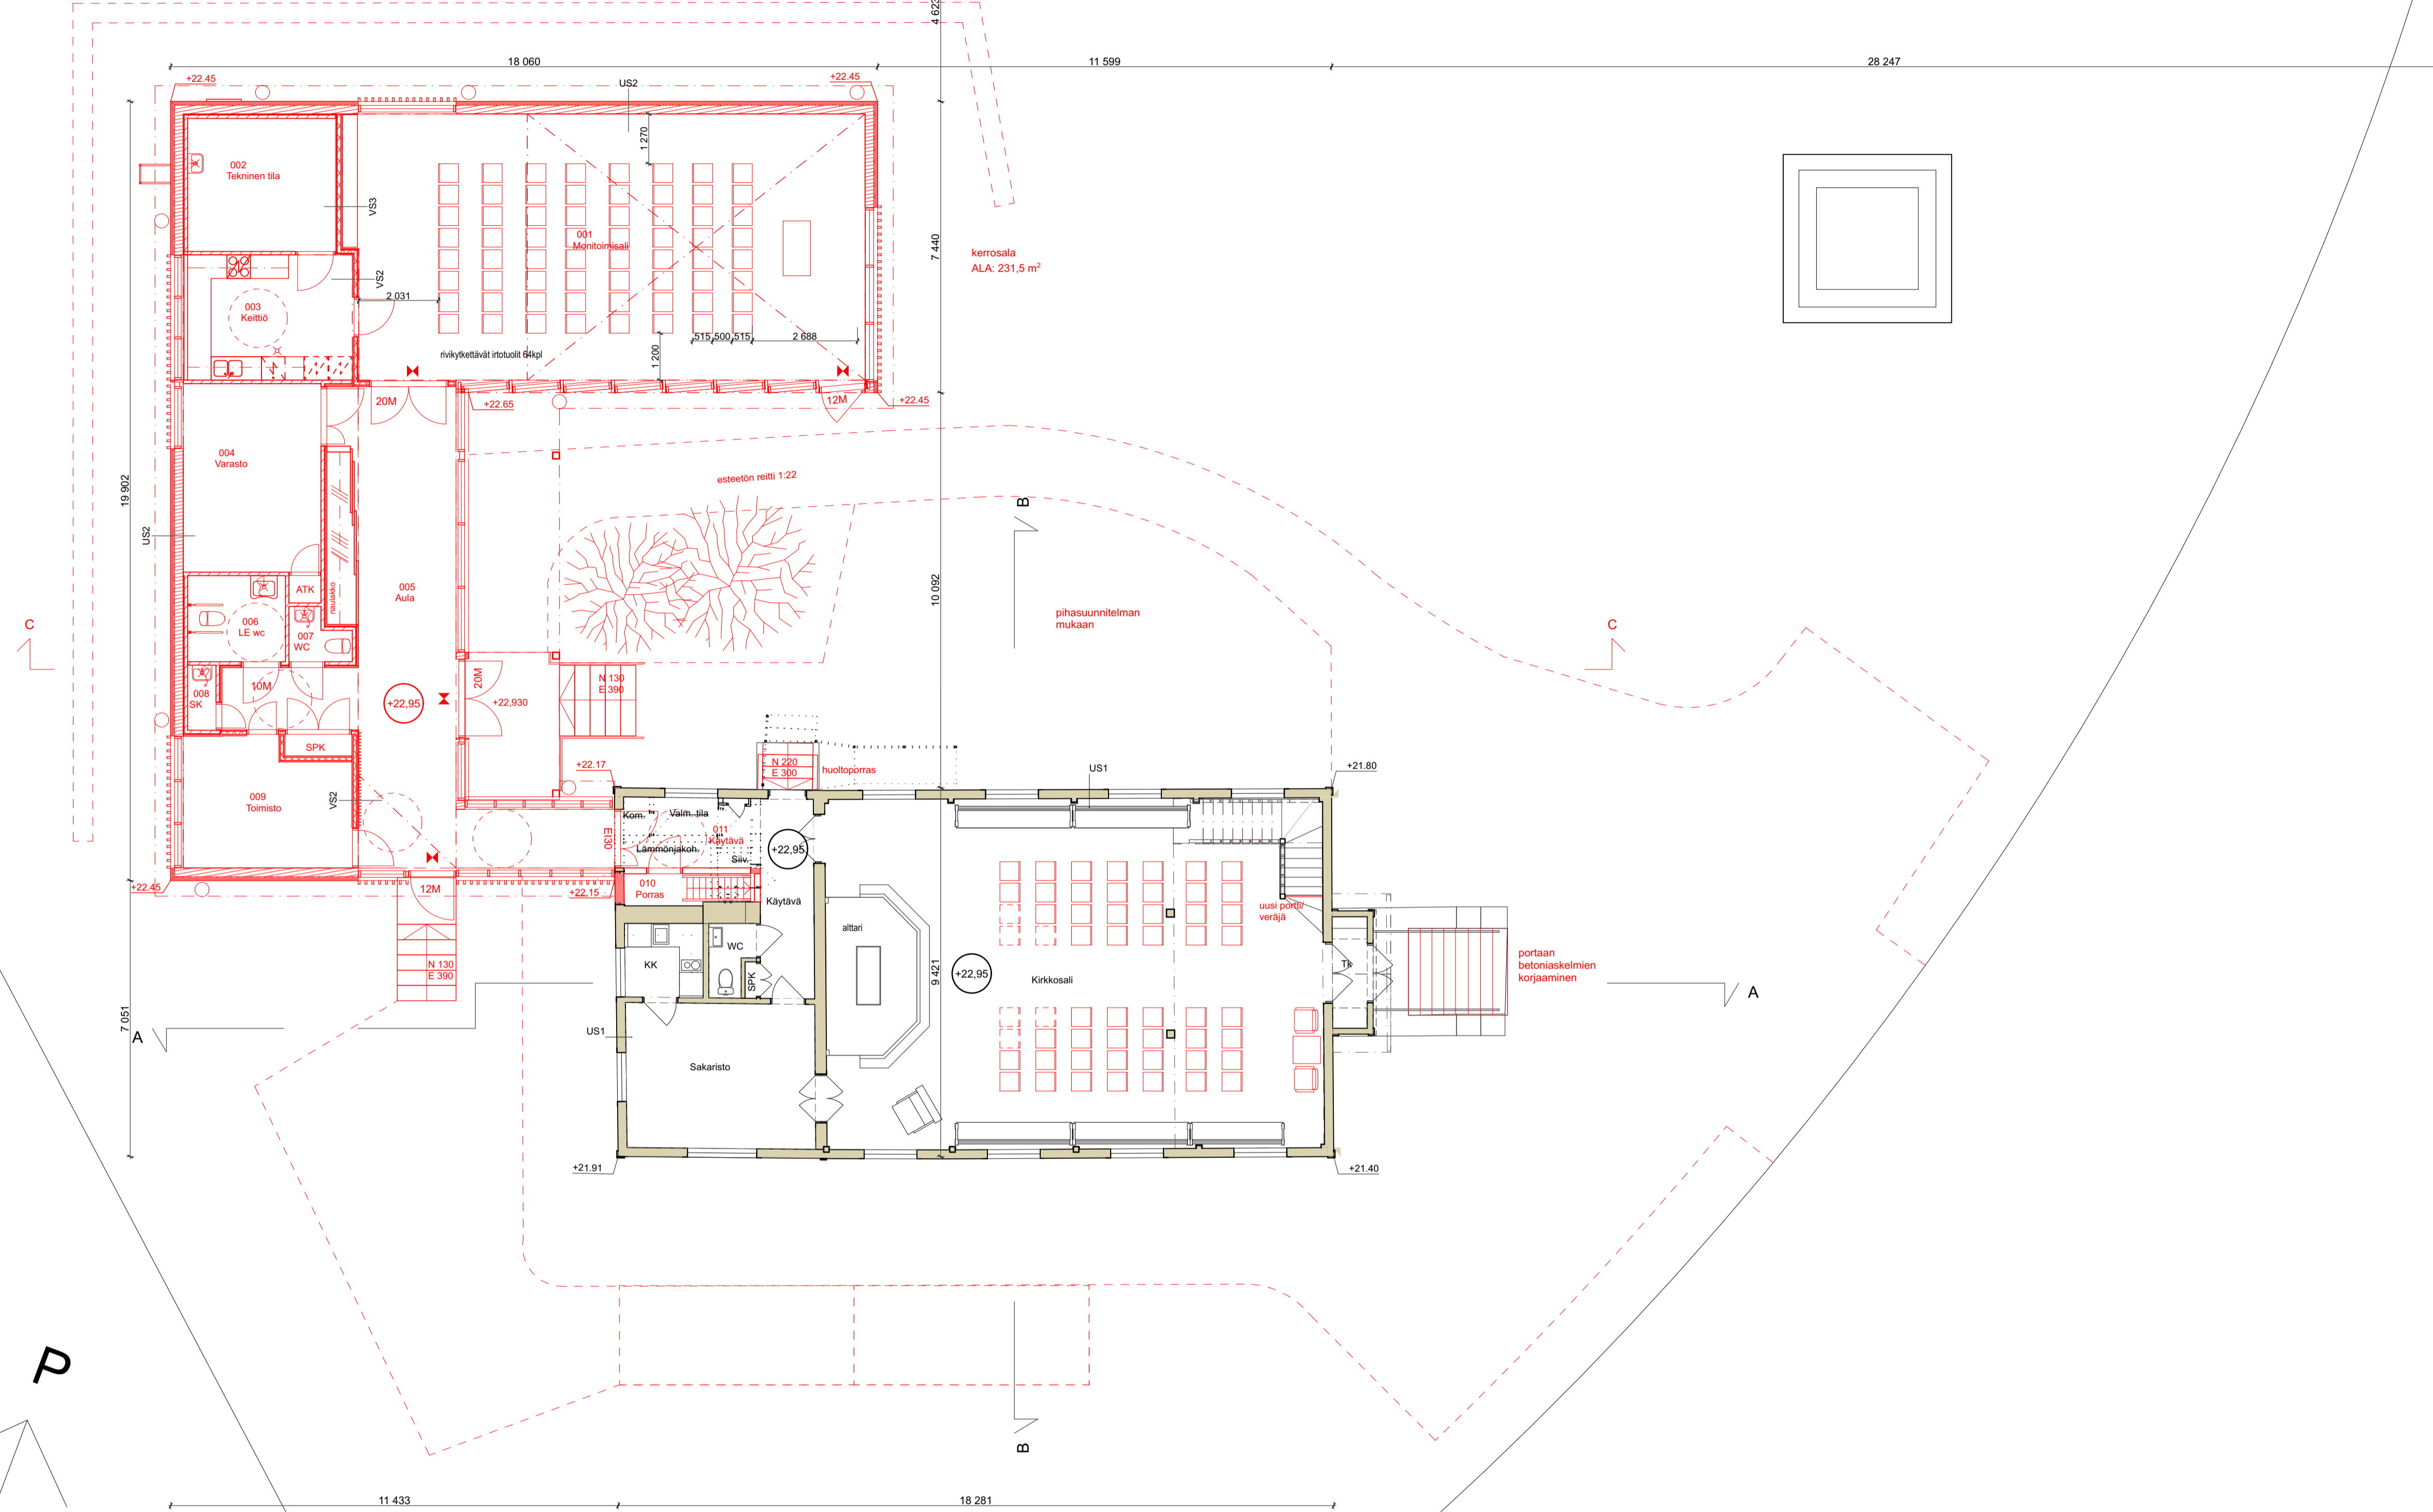 4 623
18 060
11 599
28 247
+22.45
US2
+22.45
1 270
002
Tekninen tila
VS3
001
Monitoimisali
7 440
kerrosala
ALA: 231,5 m²
VS2
2 031
003
Keittiö
515 500 515
2 688
1 200
rivikytkettävät irtotuolit 64kpl
20M
+22.65
12M
+22.45
004
Varasto
19 902
US2
esteetön reitti 1:22
B
005
Aula
ATK
naulakko
10 092
006
LE wc
007
WC
pihasuunnitelman
mukaan
C
C
008
SK
10M
20M
N 130
E 390
+22,95
+22,930
SPK
N 220
E 300
huoltoporras
+22.17
US1
+21.80
009
Toimisto
VS2
Kom.
Valm. tila
011
Käytävä
EI30
Lämmönjakoh.
Siiv.
+22,95
+22.45
12M
+22.15
010
Porras
Käytävä
uusi portti/
veräjä
alttari
WC
KK
SPK
N 130
E 390
9 421
+22,95
Kirkkosali
Tk
portaan
betoniaskelmien
korjaaminen
A
A
7 051
US1
Sakaristo
+21.91
+21.40
P
B
11 433
18 281